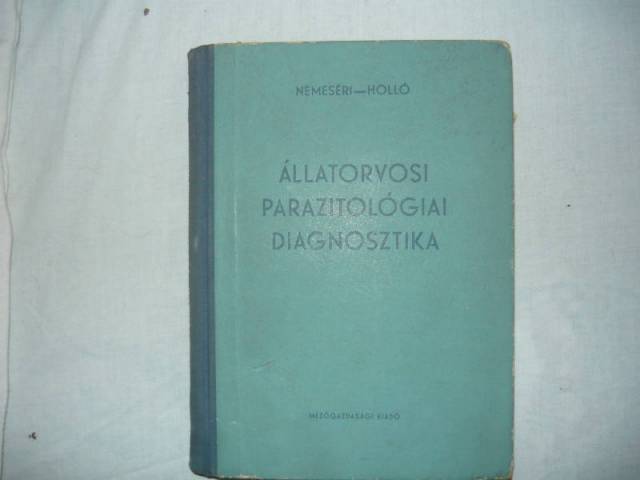 NEMESÉRI—HOLLÓ
ÁLLATORVOSI
PARAZITOLÓGIAI
DIAGNOSZTIKA
MEZŐGAZDASÁGI KIADÓ